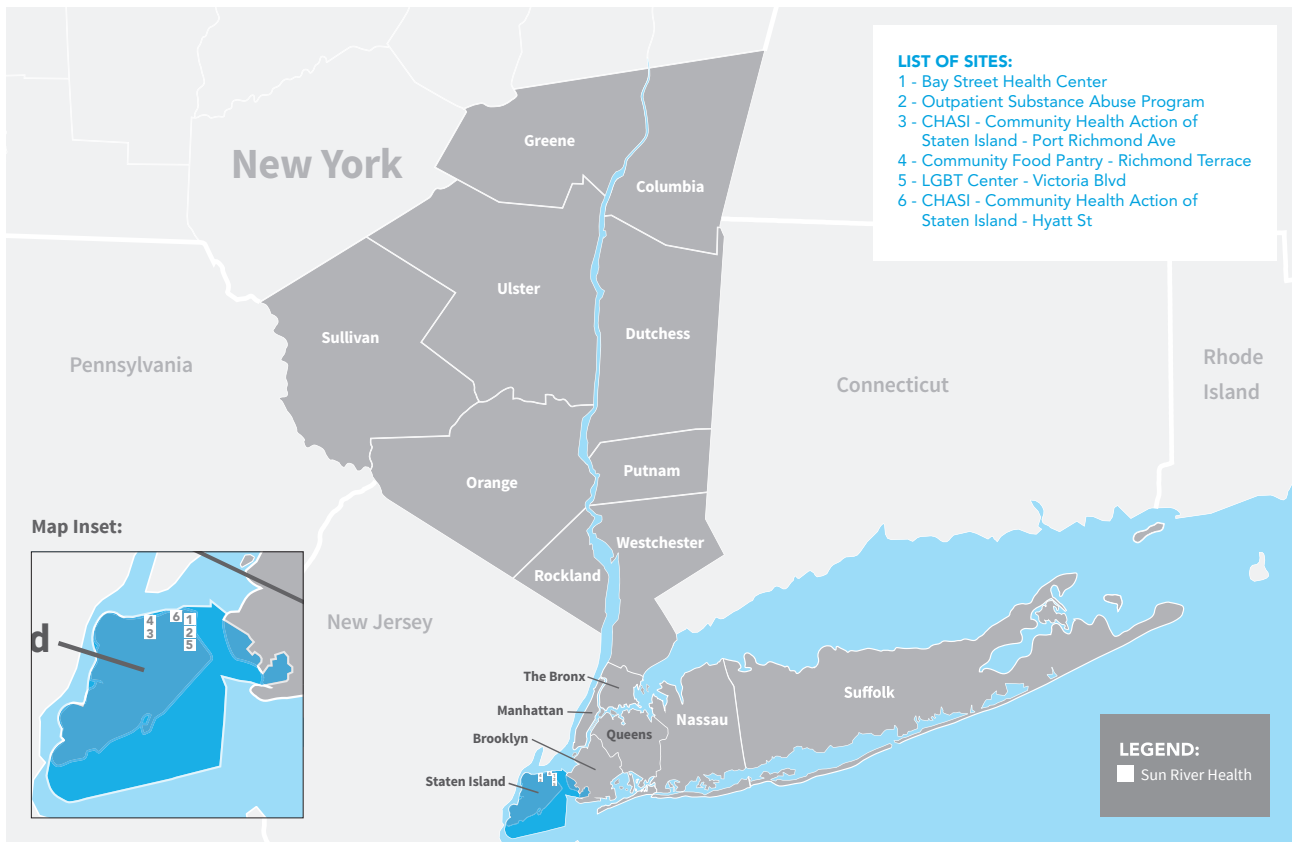 LIST OF SITES:
1 - Bay Street Health Center
2 - Outpatient Substance Abuse Program
3 - CHASI - Community Health Action of
Staten Island - Port Richmond Ave
4 - Community Food Pantry - Richmond Terrace
5 - LGBT Center - Victoria Blvd
6 - CHASI - Community Health Action of
Staten Island - Hyatt St
New York
Greene
Columbia
Ulster
Sullivan
Dutchess
Pennsylvania
Connecticut
Rhode
Island
Orange
Putnam
Westchester
Rockland
New Jersey
Map Inset:
d
4
3
6
1
2
5
The Bronx
Manhattan
Brooklyn
Staten Island
Queens
Nassau
Suffolk
LEGEND:
Sun River Health